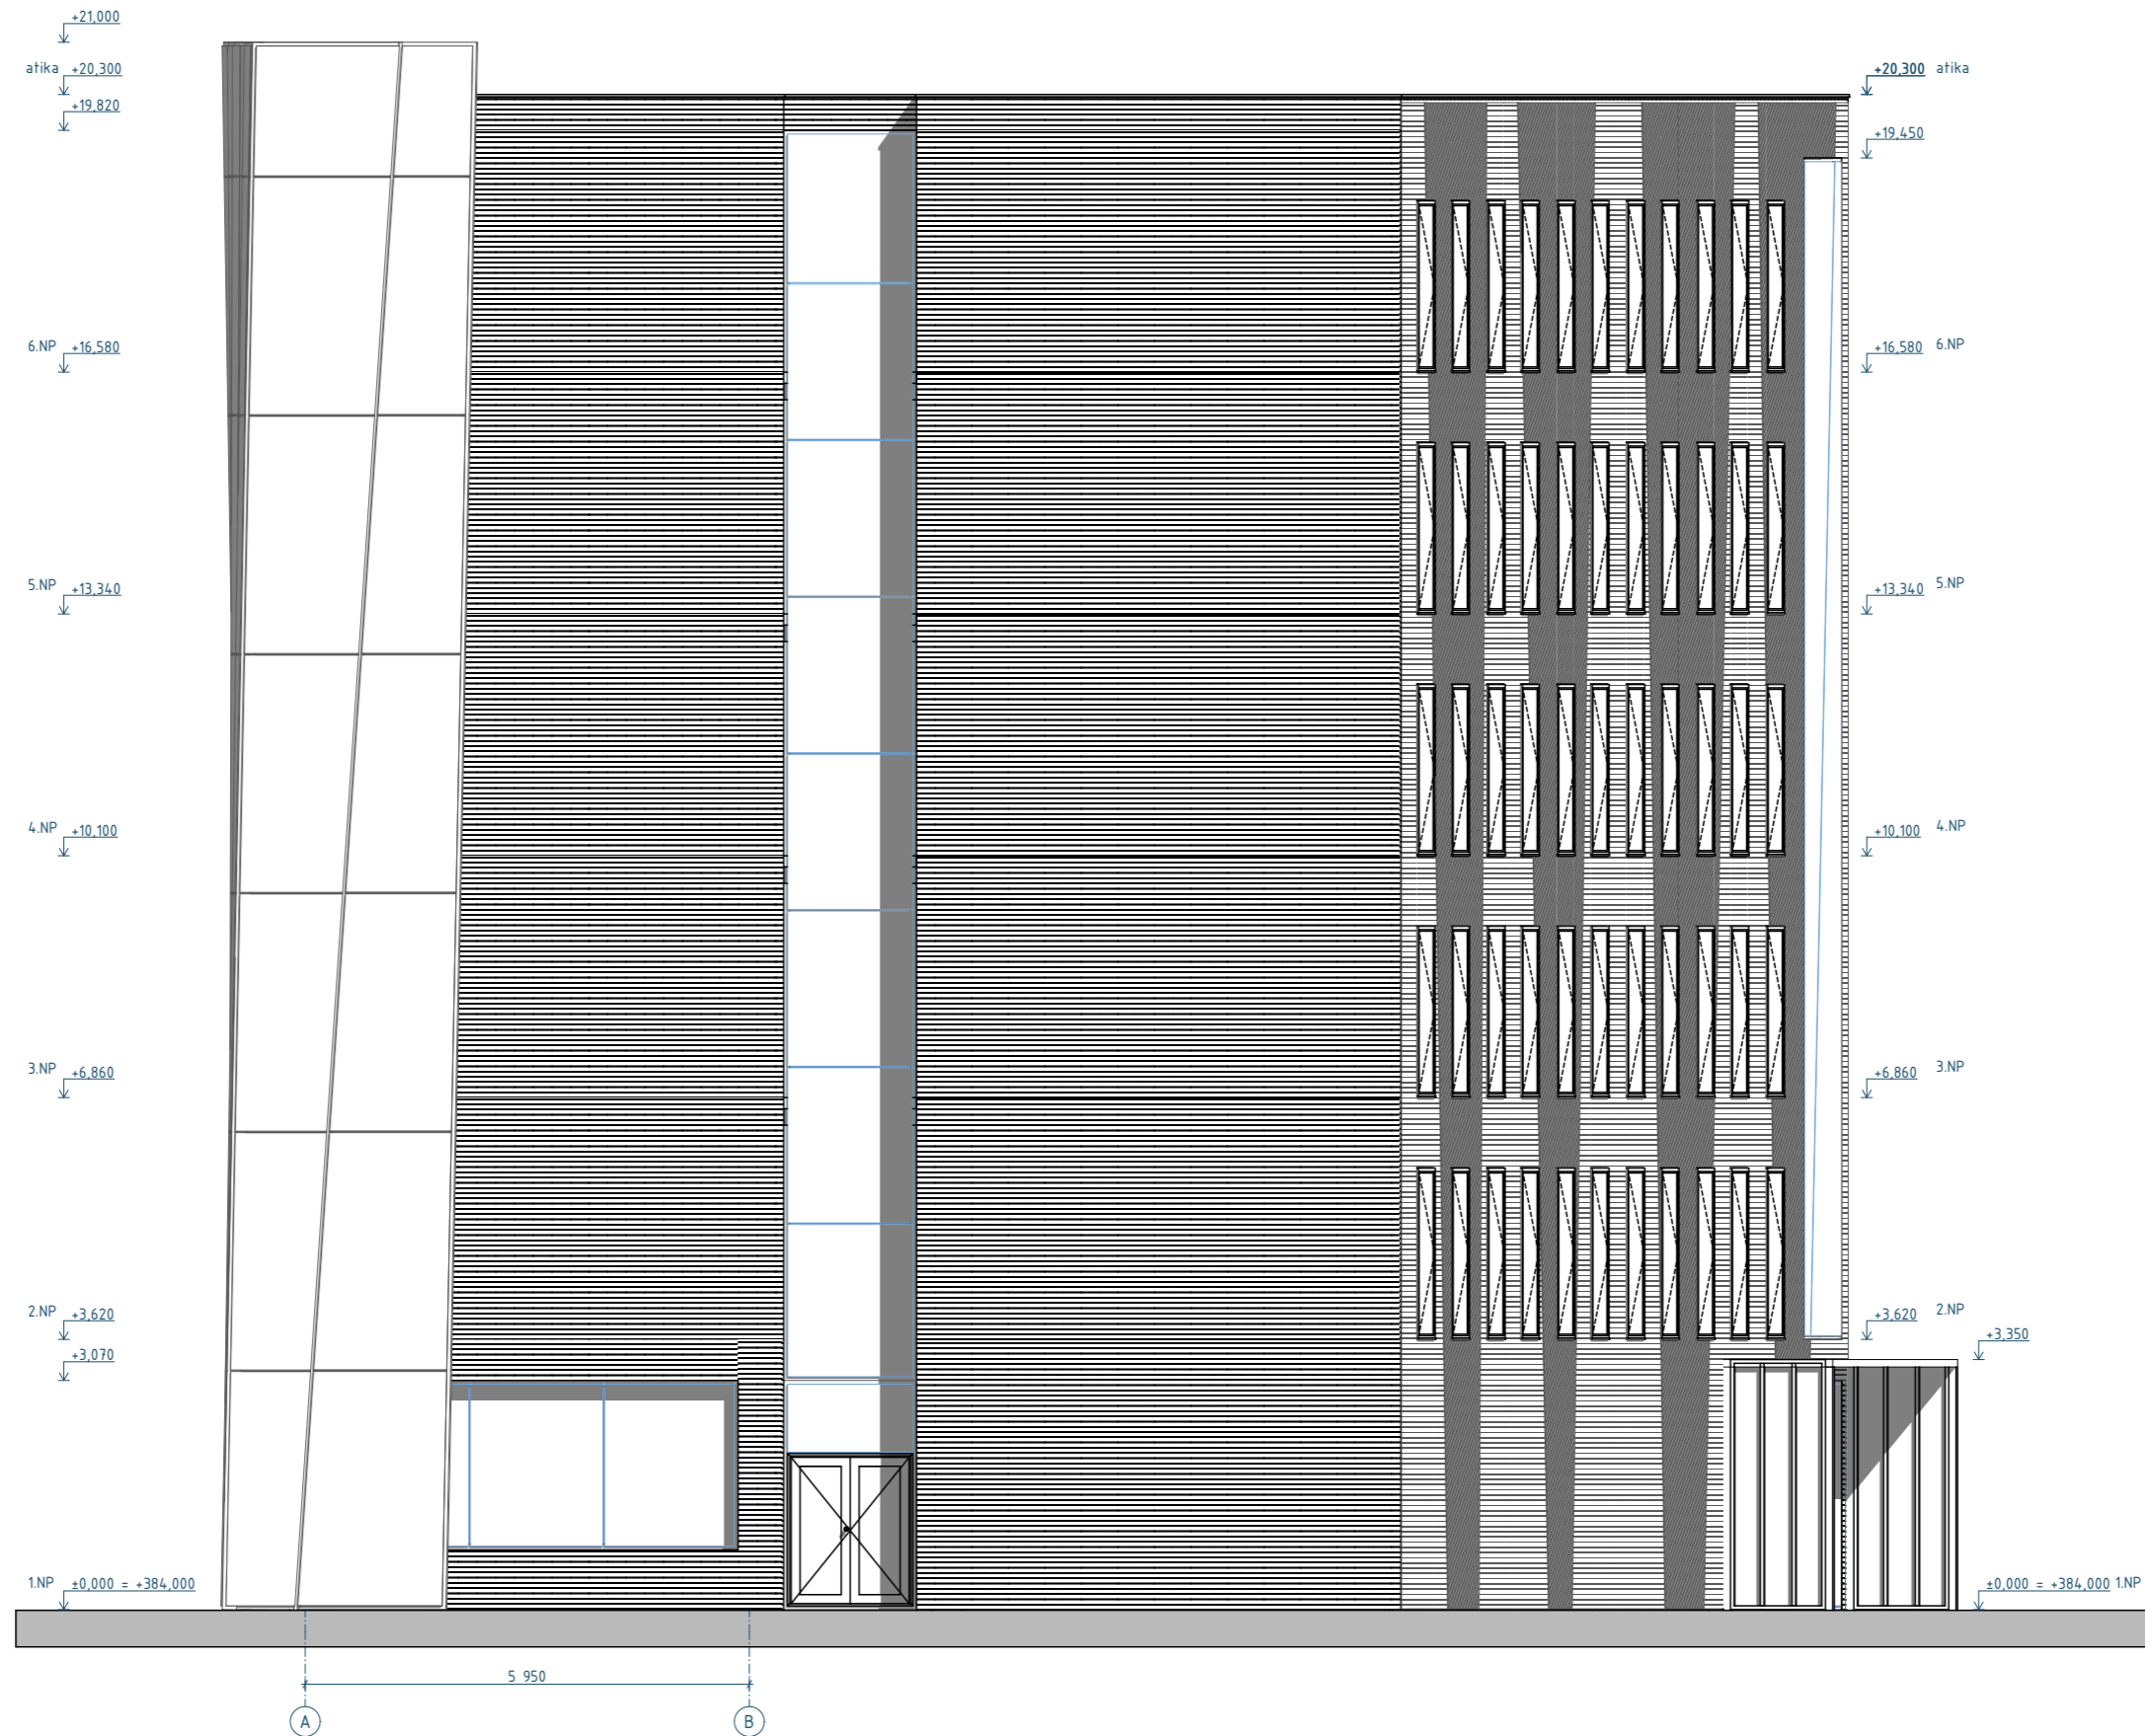 +21,000
atika +20,300
+19,820
6.NP +16,580
5.NP +13,340
4.NP +10,100
3.NP +6,860
2.NP +3,620
+3,070
1.NP ±0,000 = +384,000
+20,300 atika
+19,450
+16,580 6.NP
+13,340 5.NP
+10,100 4.NP
+6,860 3.NP
+3,620 2.NP
+3,350
±0,000 = +384,000 1.NP
5 950
A B